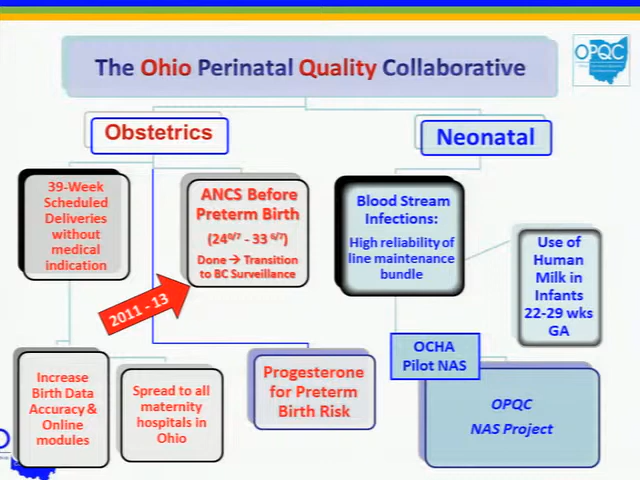 The Ohio Perinatal Quality Collaborative
OPQC
Obstetrics
Neonatal
39-Week
Scheduled
Deliveries
without
medical
indication
ANCS Before
Preterm Birth
(24 0/7 - 33 6/7)
Done → Transition
to BC Surveillance
Blood Stream
Infections:
High reliability of
line maintenance
bundle
Use of
Human
Milk in
Infants
22-29 wks
GA
2011 - 13
OCHA
Pilot NAS
Increase
Birth Data
Accuracy &
Online
modules
Spread to all
maternity
hospitals in
Ohio
Progesterone
for Preterm
Birth Risk
OPQC
NAS Project